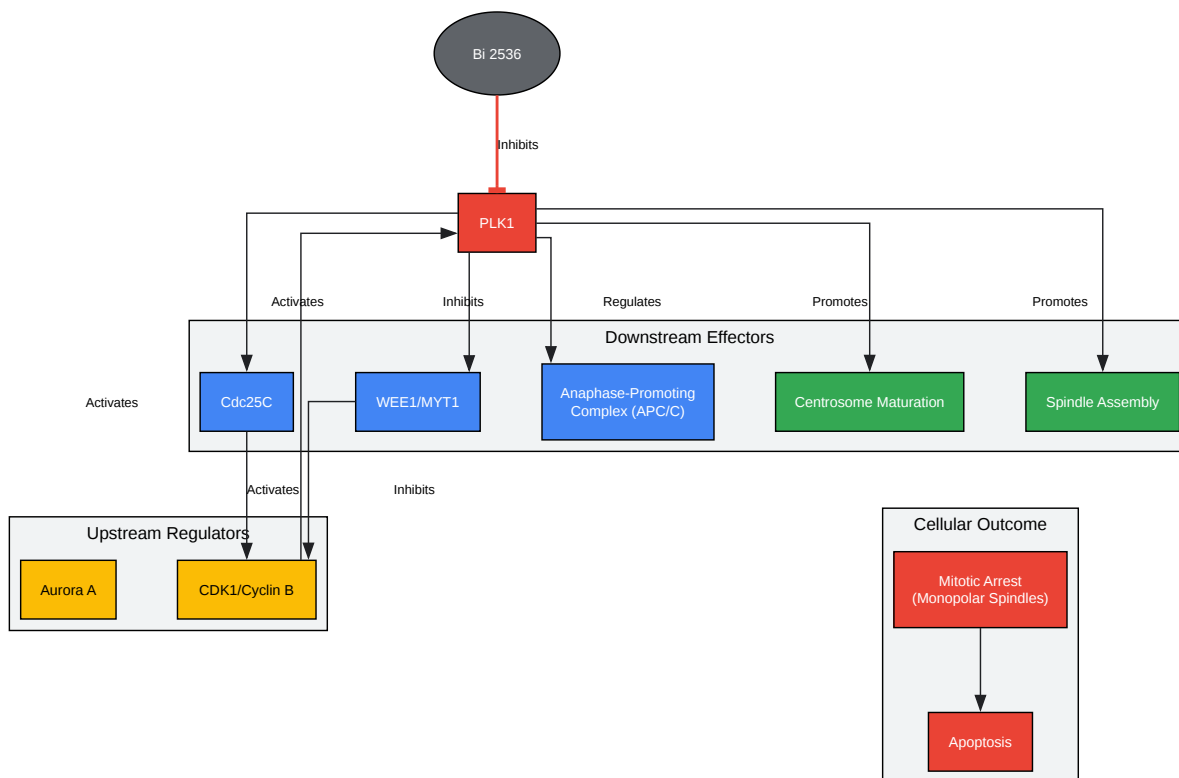 Bi 2536
Inhibits
PLK1
Activates
Inhibits
Regulates
Promotes
Promotes
Downstream Effectors
Cdc25C
WEE1/MYT1
Anaphase-Promoting
Complex (APC/C)
Centrosome Maturation
Spindle Assembly
Activates
Activates
Inhibits
Upstream Regulators
Aurora A
CDK1/Cyclin B
Cellular Outcome
Mitotic Arrest
(Monopolar Spindles)
Apoptosis